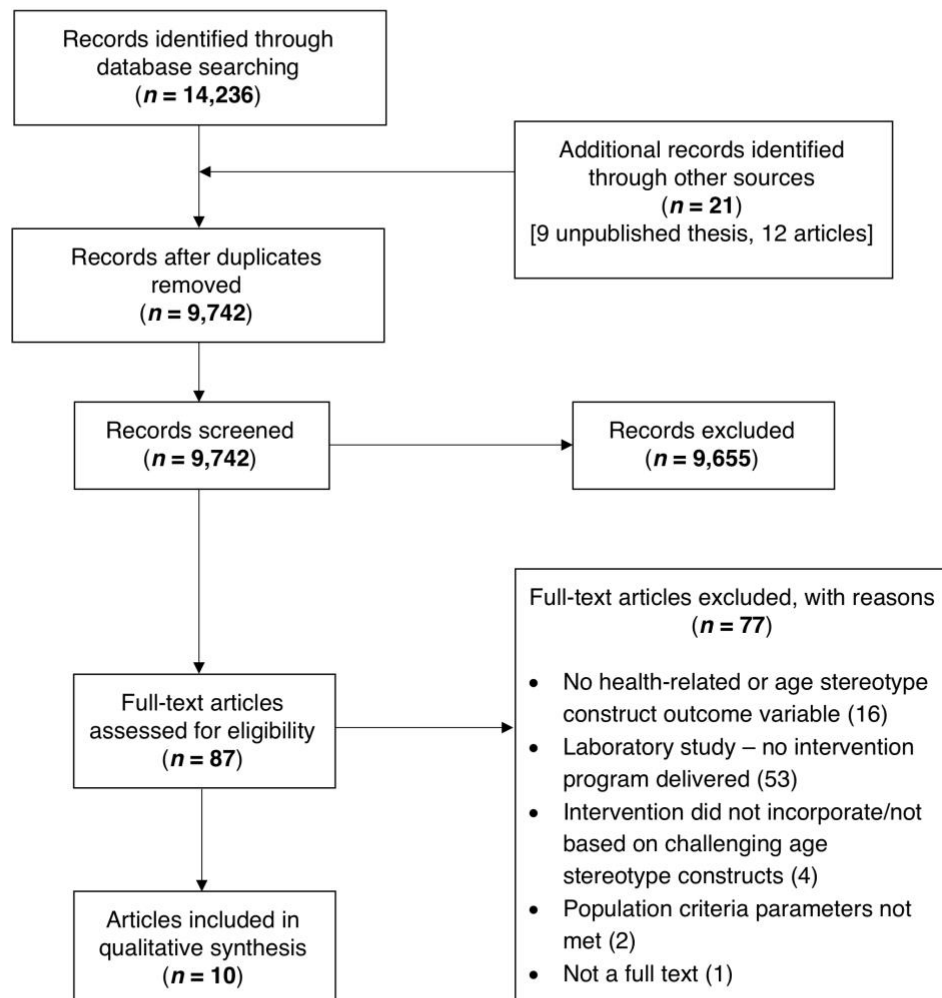 Records identified through
database searching
(n = 14,236)
Additional records identified
through other sources
(n = 21)
[9 unpublished thesis, 12 articles]
Records after duplicates
removed
(n = 9,742)
Records screened
(n = 9,742)
Records excluded
(n = 9,655)
Full-text articles
assessed for eligibility
(n = 87)
Full-text articles excluded, with reasons
(n = 77)
• No health-related or age stereotype
construct outcome variable (16)
• Laboratory study – no intervention
program delivered (53)
• Intervention did not incorporate/not
based on challenging age
stereotype constructs (4)
• Population criteria parameters not
met (2)
• Not a full text (1)
Articles included in
qualitative synthesis
(n = 10)